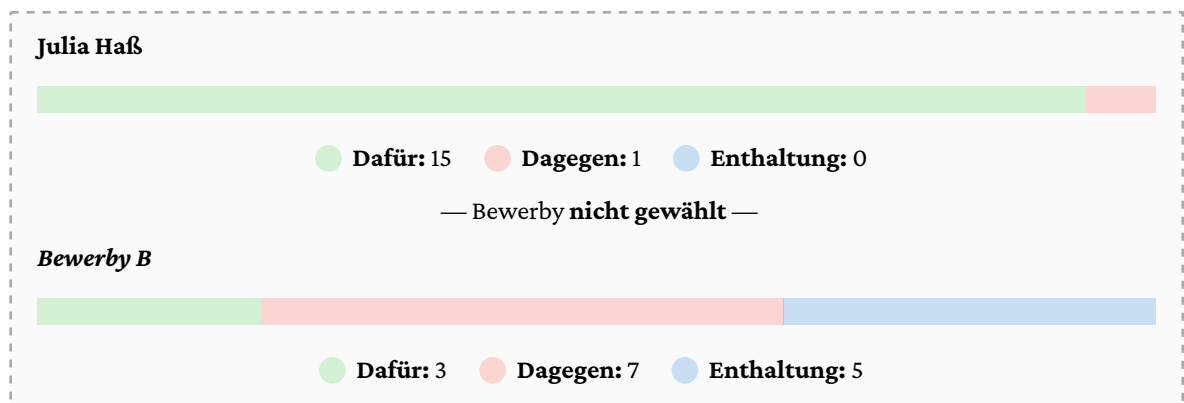 Julia Haß
Dafür: 15 Dagegen: 1 Enthaltung: 0
— Bewerby nicht gewählt —
Bewerby B
Dafür: 3 Dagegen: 7 Enthaltung: 5